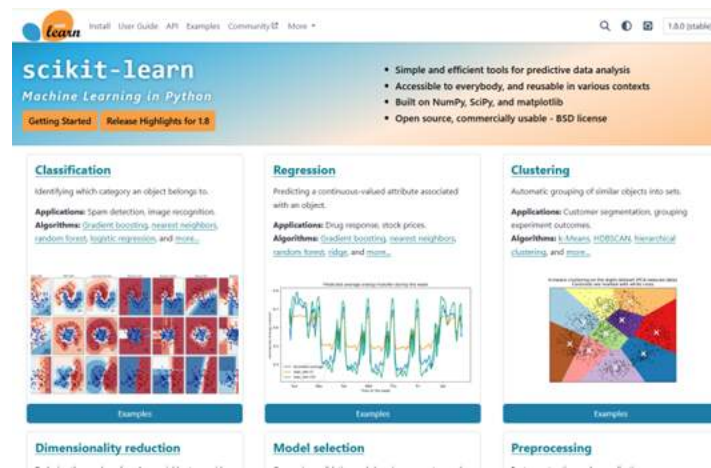 learn
Install User Guide API Examples Community More
1.8.0 (stable)
scikit-learn
Machine Learning in Python
Getting Started Release Highlights for 1.8
Simple and efficient tools for predictive data analysis
Accessible to everybody, and reusable in various contexts
Built on NumPy, SciPy, and matplotlib
Open source, commercially usable - BSD license
Classification
Identifying which category an object belongs to.
Applications: Spam detection, image recognition.
Algorithms: Gradient boosting, nearest neighbors,
random forest, logistic regression, and more...
Examples
Regression
Predicting a continuous-valued attribute associated
with an object.
Applications: Drug response, stock prices.
Algorithms: Gradient boosting, nearest neighbors,
random forest, ridge, and more...
Examples
Clustering
Automatic grouping of similar objects into sets.
Applications: Customer segmentation, grouping
experiment outcomes.
Algorithms: k-Means, HDBSCAN, hierarchical
clustering, and more...
Examples
Dimensionality reduction
Model selection
Preprocessing